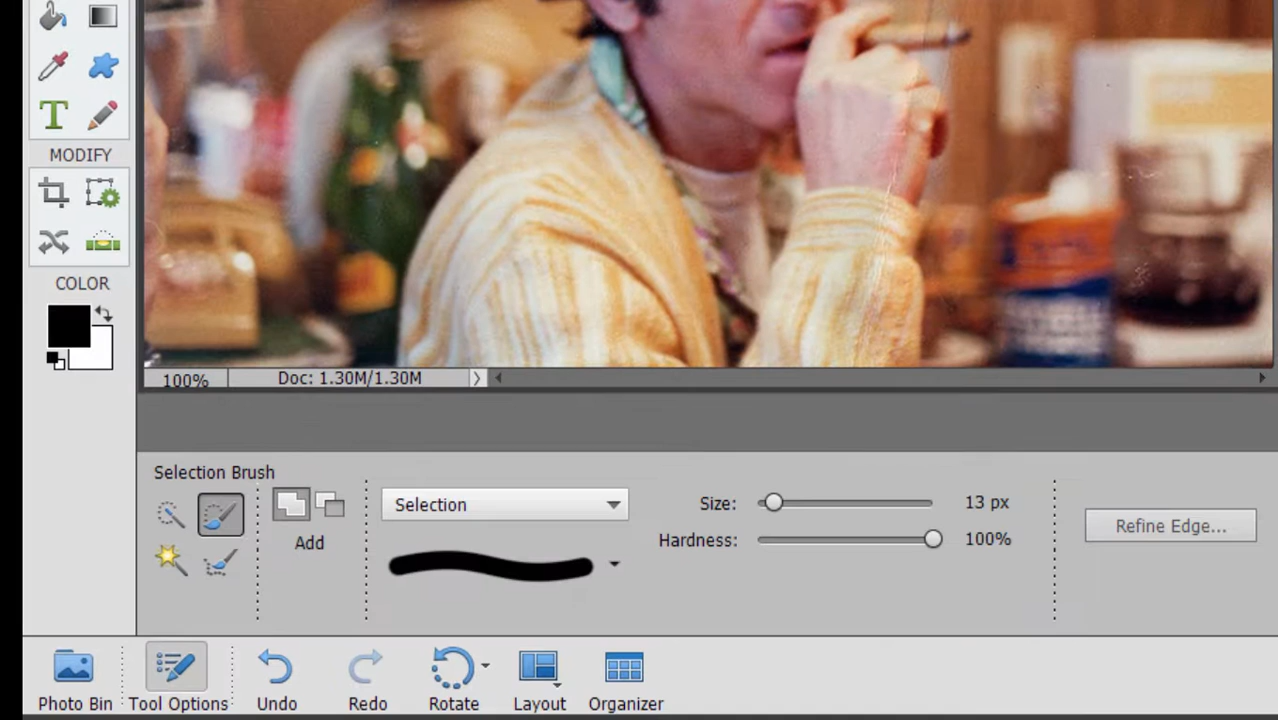 T
MODIFY
COLOR
100%
Doc: 1.30M/1.30M
Selection Brush
Add
Selection
Size:
13 px
Hardness:
100%
Refine Edge...
Photo Bin
Tool Options
Undo
Redo
Rotate
Layout
Organizer